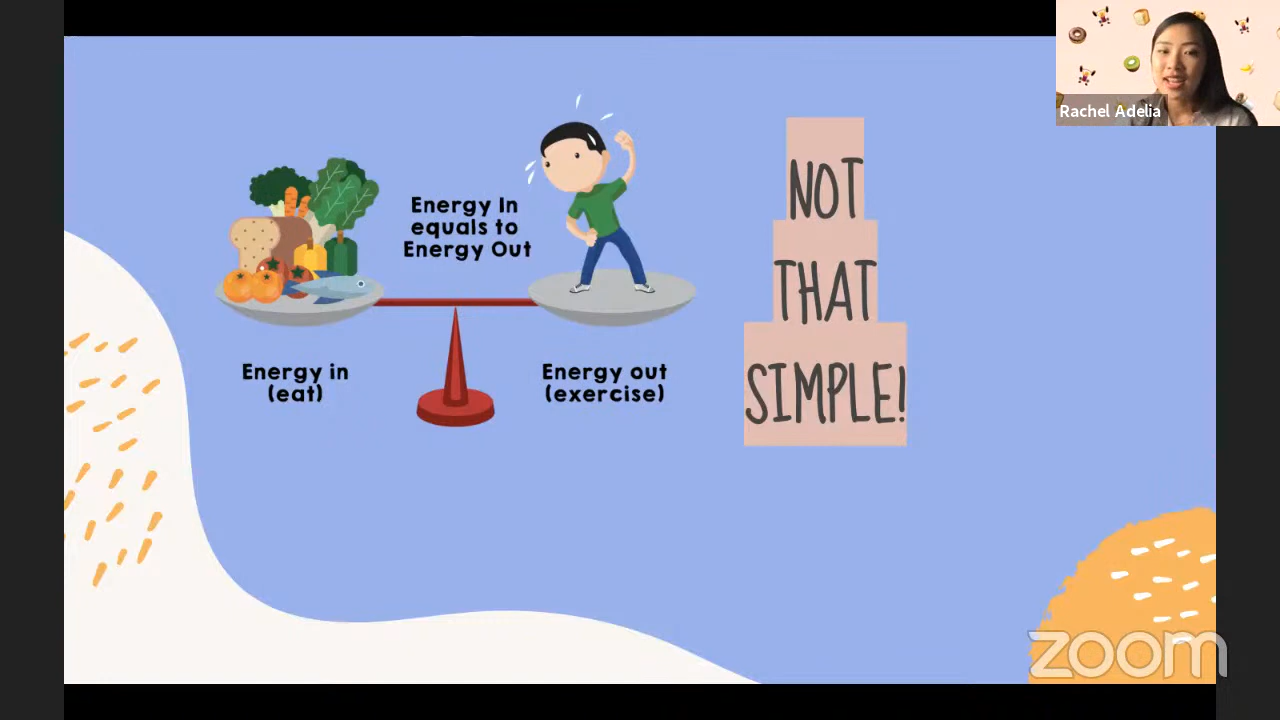 Rachel Adelia
Energy In
equals to
Energy Out
NOT
THAT
SIMPLE!
Energy in
(eat)
Energy out
(exercise)
zoom